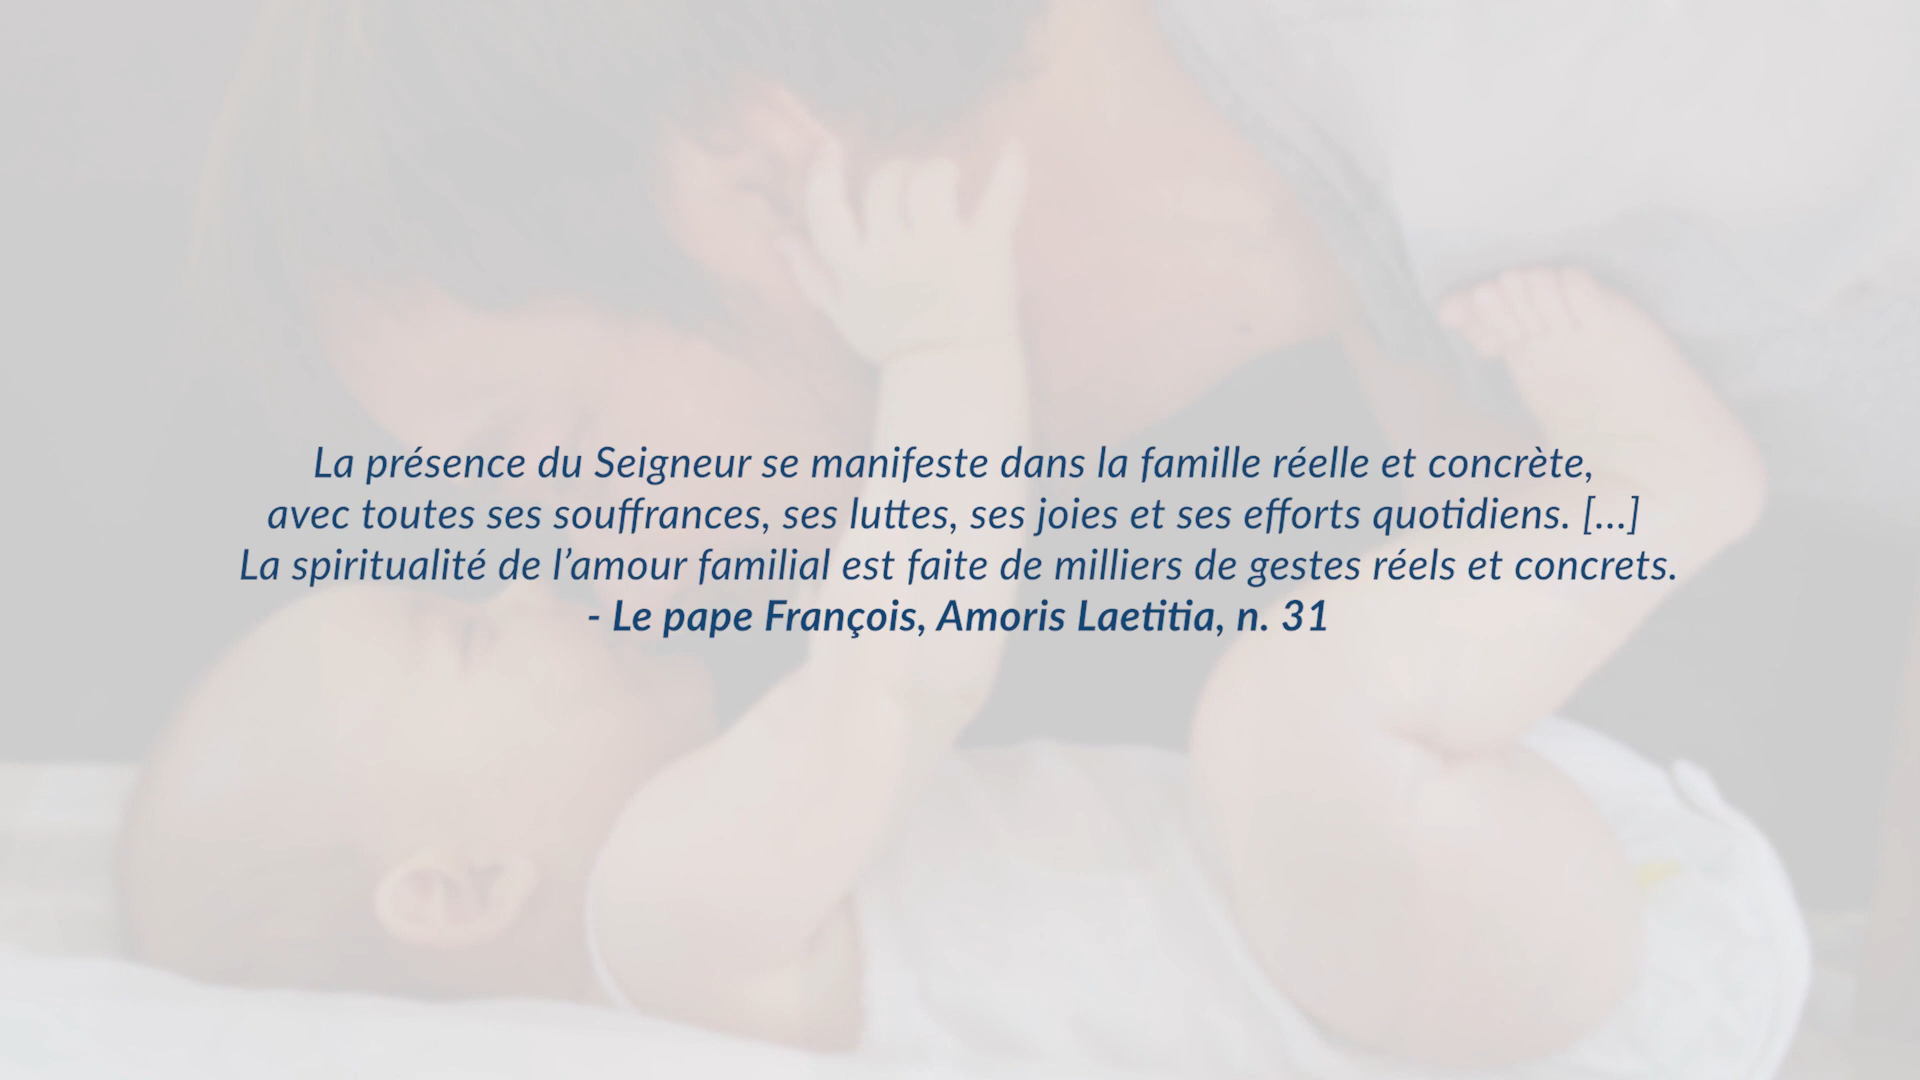 La présence du Seigneur se manifeste dans la famille réelle et concrète,
avec toutes ses souffrances, ses luttes, ses joies et ses efforts quotidiens. [...]
La spiritualité de l’amour familial est faite de milliers de gestes réels et concrets.
- Le pape François, Amoris Laetitia, n. 31